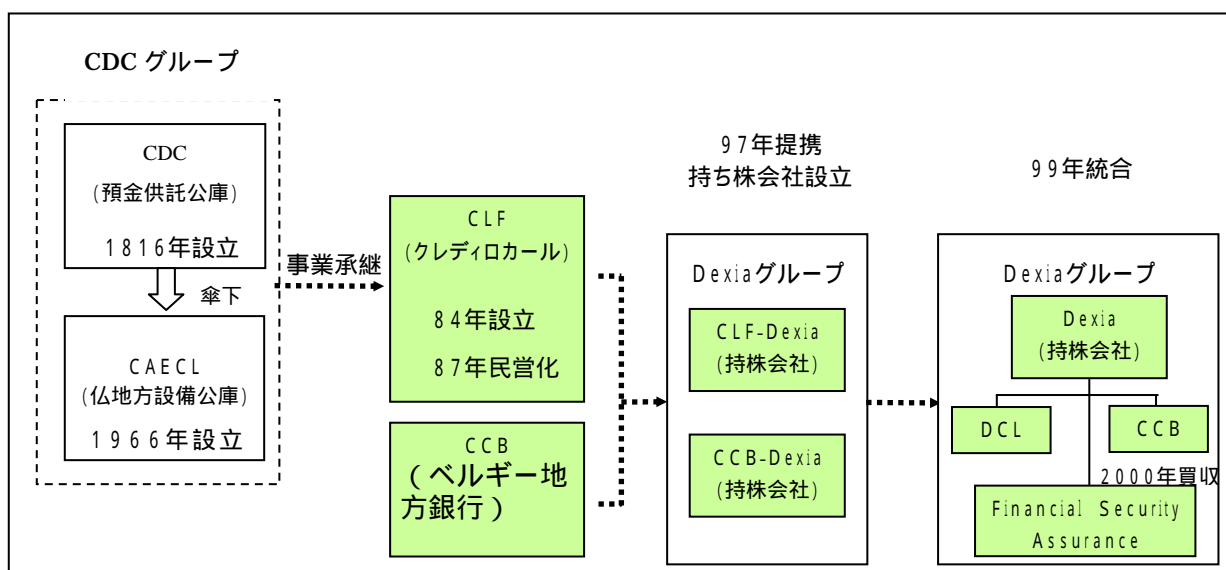 CDC グループ
CDC
(預金供託公庫)
1816年設立
傘下
CAECL
(仏地方設備公庫)
1966年設立
事業承継
CLF
(クレディロカール)
84年設立
87年民営化
CCB
(ベルギー地
方銀行)
97年提携
持ち株会社設立
Dexiaグループ
CLF-Dexia
(持株会社)
CCB-Dexia
(持株会社)
99年統合
Dexiaグループ
Dexia
(持株会社)
DCL
CCB
2000年買収
Financial Security
Assurance